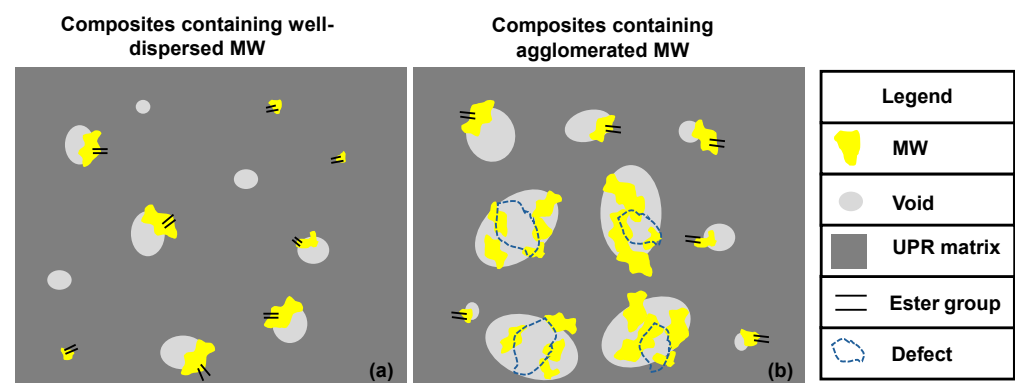 Composites containing well-
dispersed MW
Composites containing
agglomerated MW
(a)
(b)
Legend
MW
Void
UPR matrix
Ester group
Defect